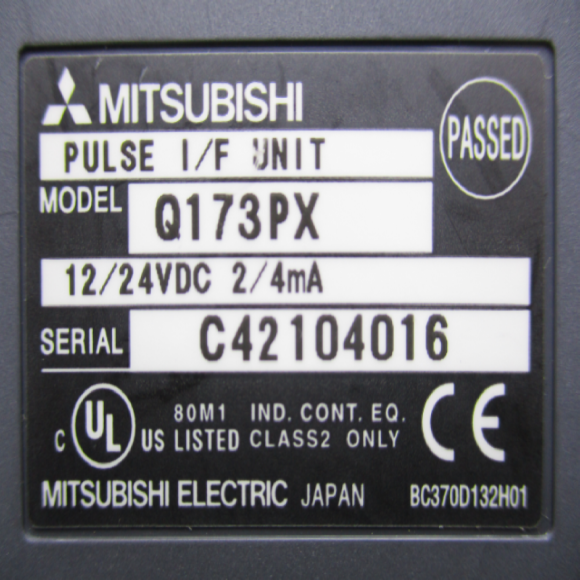 MITSUBISHI
PASSED
PULSE I/F UNIT
MODEL Q173PX
12/24VDC 2/4mA
SERIAL C42104016
C UL US LISTED 80M1 IND. CONT. EQ.
CLASS2 ONLY
CE
MITSUBISHI ELECTRIC JAPAN BC370D132H01